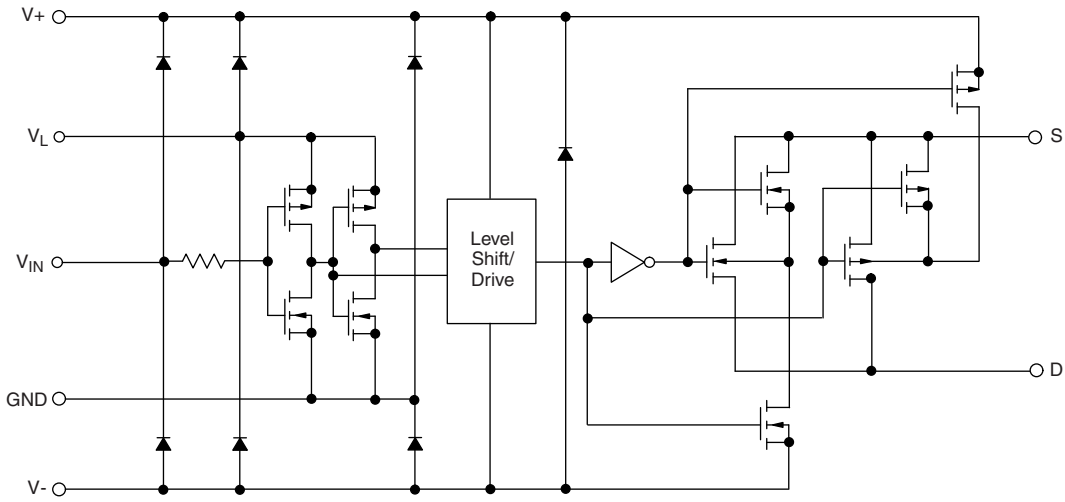 V+
VL
S
Level
Shift/
Drive
VIN
D
GND
V-